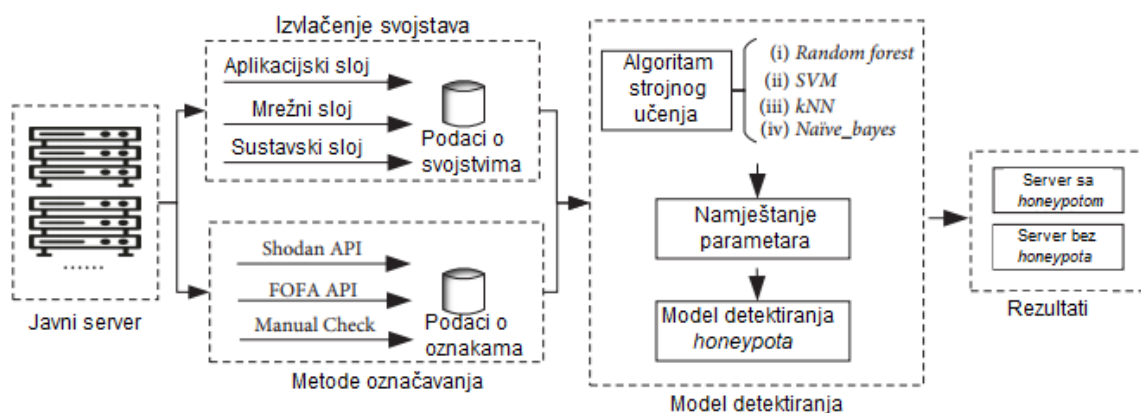 Izvlačenje svojstava
Aplikacijski sloj
Mrežni sloj
Sustavski sloj
Podaci o
svojstvima
Javni server
......
Shodan API
FOFA API
Manual Check
Podaci o
oznakama
Metode označavanja
Algoritam
strojnog
učenja
(i) Random forest
(ii) SVM
(iii) kNN
(iv) Naïve_bayes
Namještanje
parametara
Model detektiranja
honeypota
Model detektiranja
Server sa
honeypotom
Server bez
honeypota
Rezultati